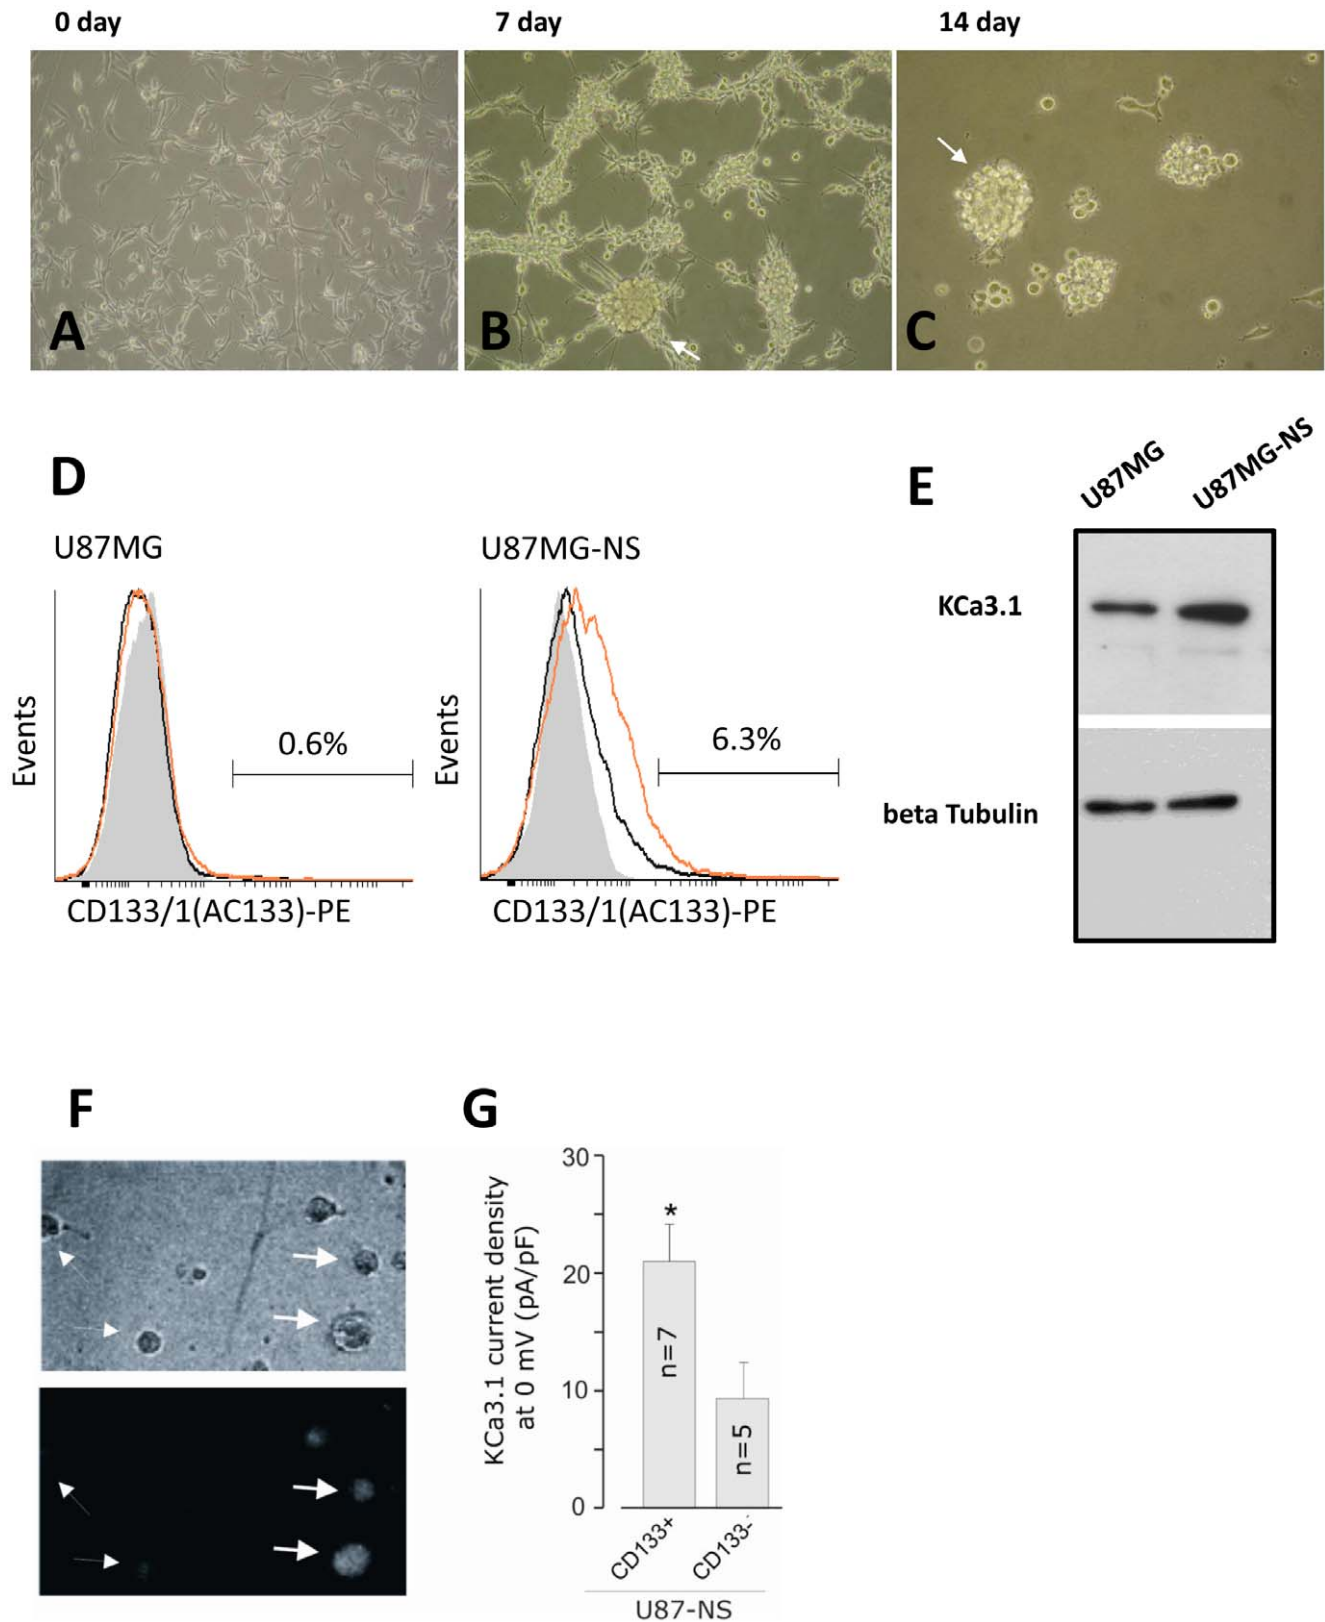 0 day
7 day
14 day
A
B
C
D
E
U87MG
U87MG-NS
U87MG
U87MG-NS
Events
0.6%
Events
6.3%
CD133/1(AC133)-PE
CD133/1(AC133)-PE
KCa3.1
beta Tubulin
F
G
KCa3.1 current density
at 0 mV (pA/pF)
30
20
10
0
*
n=7
n=5
CD133+
CD133-
U87-NS